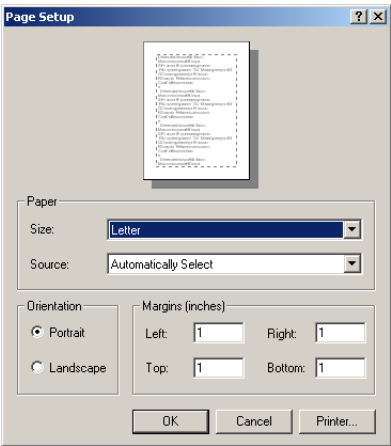 Page Setup
Paper
Size: Letter
Source: Automatically Select
Orientation
Portrait
Landscape
Margins (inches)
Left: 1 Right: 1
Top: 1 Bottom: 1
OK Cancel Printer...